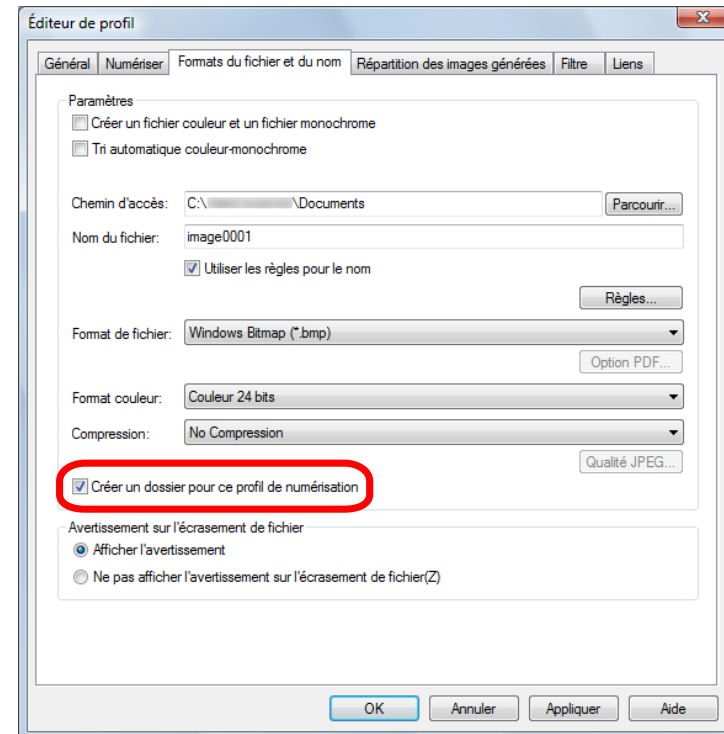 Éditeur de profil
Général Numériser Formats du fichier et du nom Répartition des images générées Filtre Liens
Paramètres
Créer un fichier couleur et un fichier monochrome
Tri automatique couleur-monochrome
Chemin d'accès: C:\ \Documents Parcourir...
Nom du fichier: image0001
Utiliser les règles pour le nom
Règles...
Format de fichier: Windows Bitmap (*.bmp)
Option PDF...
Format couleur: Couleur 24 bits
Compression: No Compression
Qualité JPEG...
Créer un dossier pour ce profil de numérisation
Avertissement sur l'écrasement de fichier
Afficher l'avertissement
Ne pas afficher l'avertissement sur l'écrasement de fichier(Z)
OK Annuler Appliquer Aide